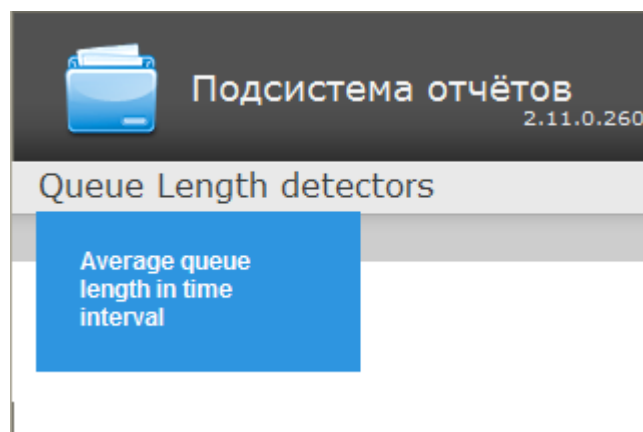 Подсистема отчётов
2.11.0.260
Queue Length detectors
Average queue
length in time
interval